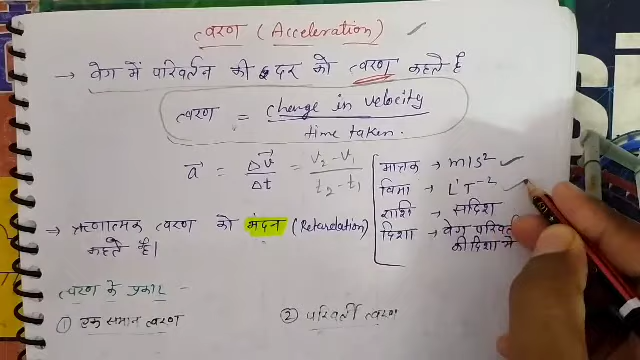 त्वरण (Acceleration)
→ वेग में परिवर्तन की दर को त्वरण कहते है
त्वरण = change in velocity
time taken.
a⃗ = Δv⃗ / Δt = v₂ - v₁ / t₂ - t₁
मात्रक → m/s²
विमा → L¹T⁻²
राशि → सदिश
दिशा → वेग परिवर्त
की दिशा में
→ ऋणात्मक त्वरण को मंदन (Retardation)
कहते है।
त्वरण के प्रकार -
① एक समान त्वरण
② परिवर्ती त्वरण